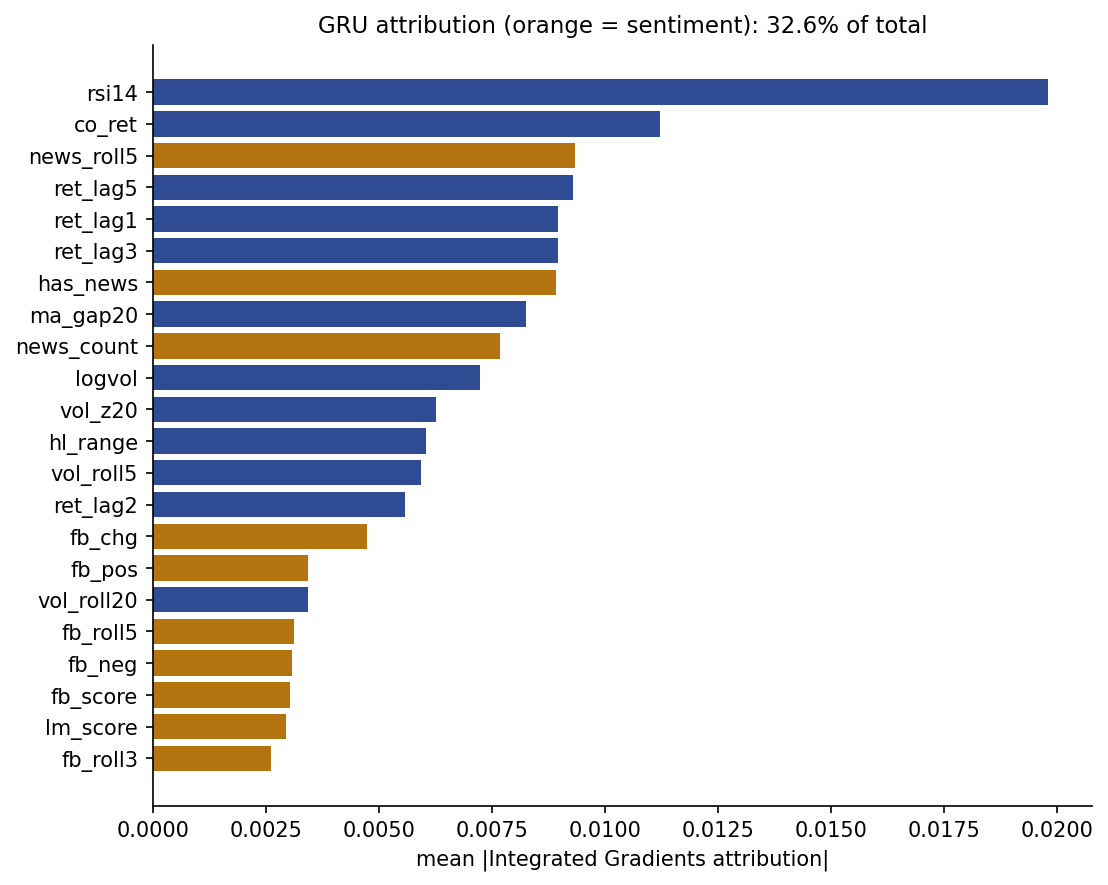 GRU attribution (orange = sentiment): 32.6% of total
rsi14
co_ret
news_roll5
ret_lag5
ret_lag1
ret_lag3
has_news
ma_gap20
news_count
logvol
vol_z20
hl_range
vol_roll5
ret_lag2
fb_chg
fb_pos
vol_roll20
fb_roll5
fb_neg
fb_score
lm_score
fb_roll3
0.0000 0.0025 0.0050 0.0075 0.0100 0.0125 0.0150 0.0175 0.0200
mean |Integrated Gradients attribution|